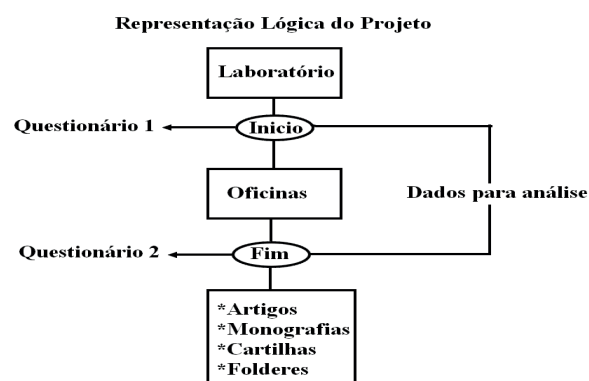 Representação Lógica do Projeto
Laboratório
Questionário 1
Inicio
Oficinas
Dados para análise
Questionário 2
Fim
*Artigos
*Monografias
*Cartilhas
*Folderes